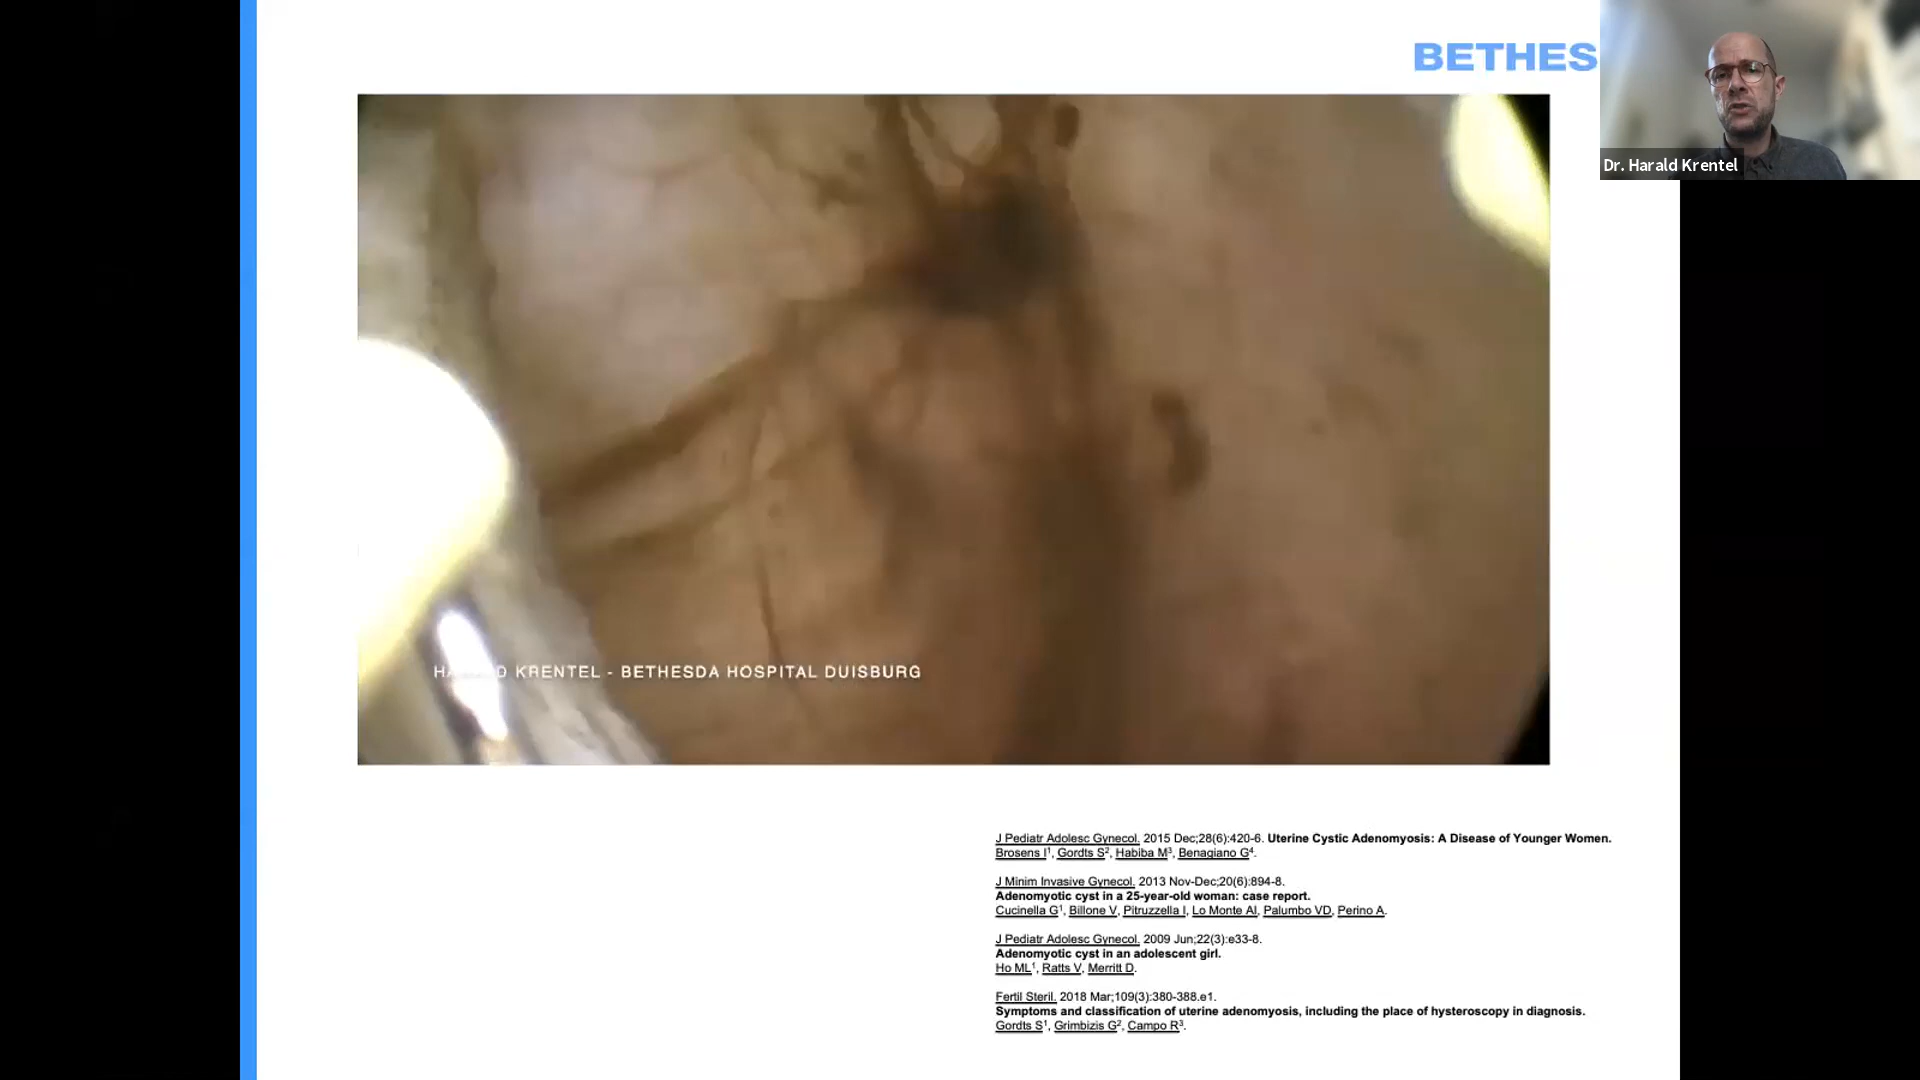 BETHES
Dr. Harald Krentel
HARALD KRENTEL - BETHESDA HOSPITAL DUISBURG
J Pediatr Adolesc Gynecol. 2015 Dec;28(6):420-6. Uterine Cystic Adenomyosis: A Disease of Younger Women.
Brosens I¹, Gordts S², Habiba M³, Benagiano G⁴.
J Minim Invasive Gynecol. 2013 Nov-Dec;20(6):894-8.
Adenomyotic cyst in a 25-year-old woman: case report.
Cucinella G¹, Billone V, Pitruzzella I, Lo Monte AI, Palumbo VD, Perino A.
J Pediatr Adolesc Gynecol. 2009 Jun;22(3):e33-8.
Adenomyotic cyst in an adolescent girl.
Ho ML¹, Ratts V, Merritt D.
Fertil Steril. 2018 Mar;109(3):380-388.e1.
Symptoms and classification of uterine adenomyosis, including the place of hysteroscopy in diagnosis.
Gordts S¹, Grimbizis G², Campo R³.